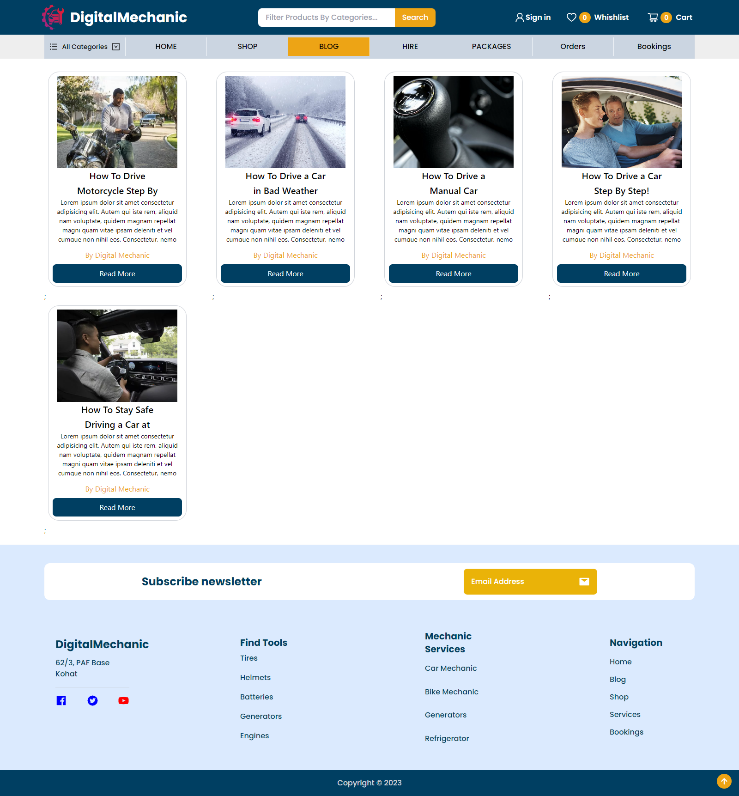 DigitalMechanic
Filter Products By Categories... Search
Sign in 0 Whishlist 0 Cart
All Categories HOME SHOP BLOG HIRE PACKAGES Orders Bookings
How To Drive
Motorcycle Step By
Lorem ipsum dolor sit amet consectetur
adipisicing elit. Autem qui iste rem, aliquid
nam voluptate, quidem magnam repellat
magni quam vitae ipsam deleniti et vel
cumque non nihil eos. Consectetur, nemo
By Digital Mechanic
Read More
;
How To Drive a Car
in Bad Weather
Lorem ipsum dolor sit amet consectetur
adipisicing elit. Autem qui iste rem, aliquid
nam voluptate, quidem magnam repellat
magni quam vitae ipsam deleniti et vel
cumque non nihil eos. Consectetur, nemo
By Digital Mechanic
Read More
;
How To Drive a
Manual Car
Lorem ipsum dolor sit amet consectetur
adipisicing elit. Autem qui iste rem, aliquid
nam voluptate, quidem magnam repellat
magni quam vitae ipsam deleniti et vel
cumque non nihil eos. Consectetur, nemo
By Digital Mechanic
Read More
;
How To Drive a Car
Step By Step!
Lorem ipsum dolor sit amet consectetur
adipisicing elit. Autem qui iste rem, aliquid
nam voluptate, quidem magnam repellat
magni quam vitae ipsam deleniti et vel
cumque non nihil eos. Consectetur, nemo
By Digital Mechanic
Read More
;
How To Stay Safe
Driving a Car at
Lorem ipsum dolor sit amet consectetur
adipisicing elit. Autem qui iste rem, aliquid
nam voluptate, quidem magnam repellat
magni quam vitae ipsam deleniti et vel
cumque non nihil eos. Consectetur, nemo
By Digital Mechanic
Read More
;
Subscribe newsletter
Email Address
DigitalMechanic
62/3, PAF Base
Kohat
Find Tools
Tires
Helmets
Batteries
Generators
Engines
Mechanic
Services
Car Mechanic
Bike Mechanic
Generators
Refrigerator
Navigation
Home
Blog
Shop
Services
Bookings
Copyright © 2023